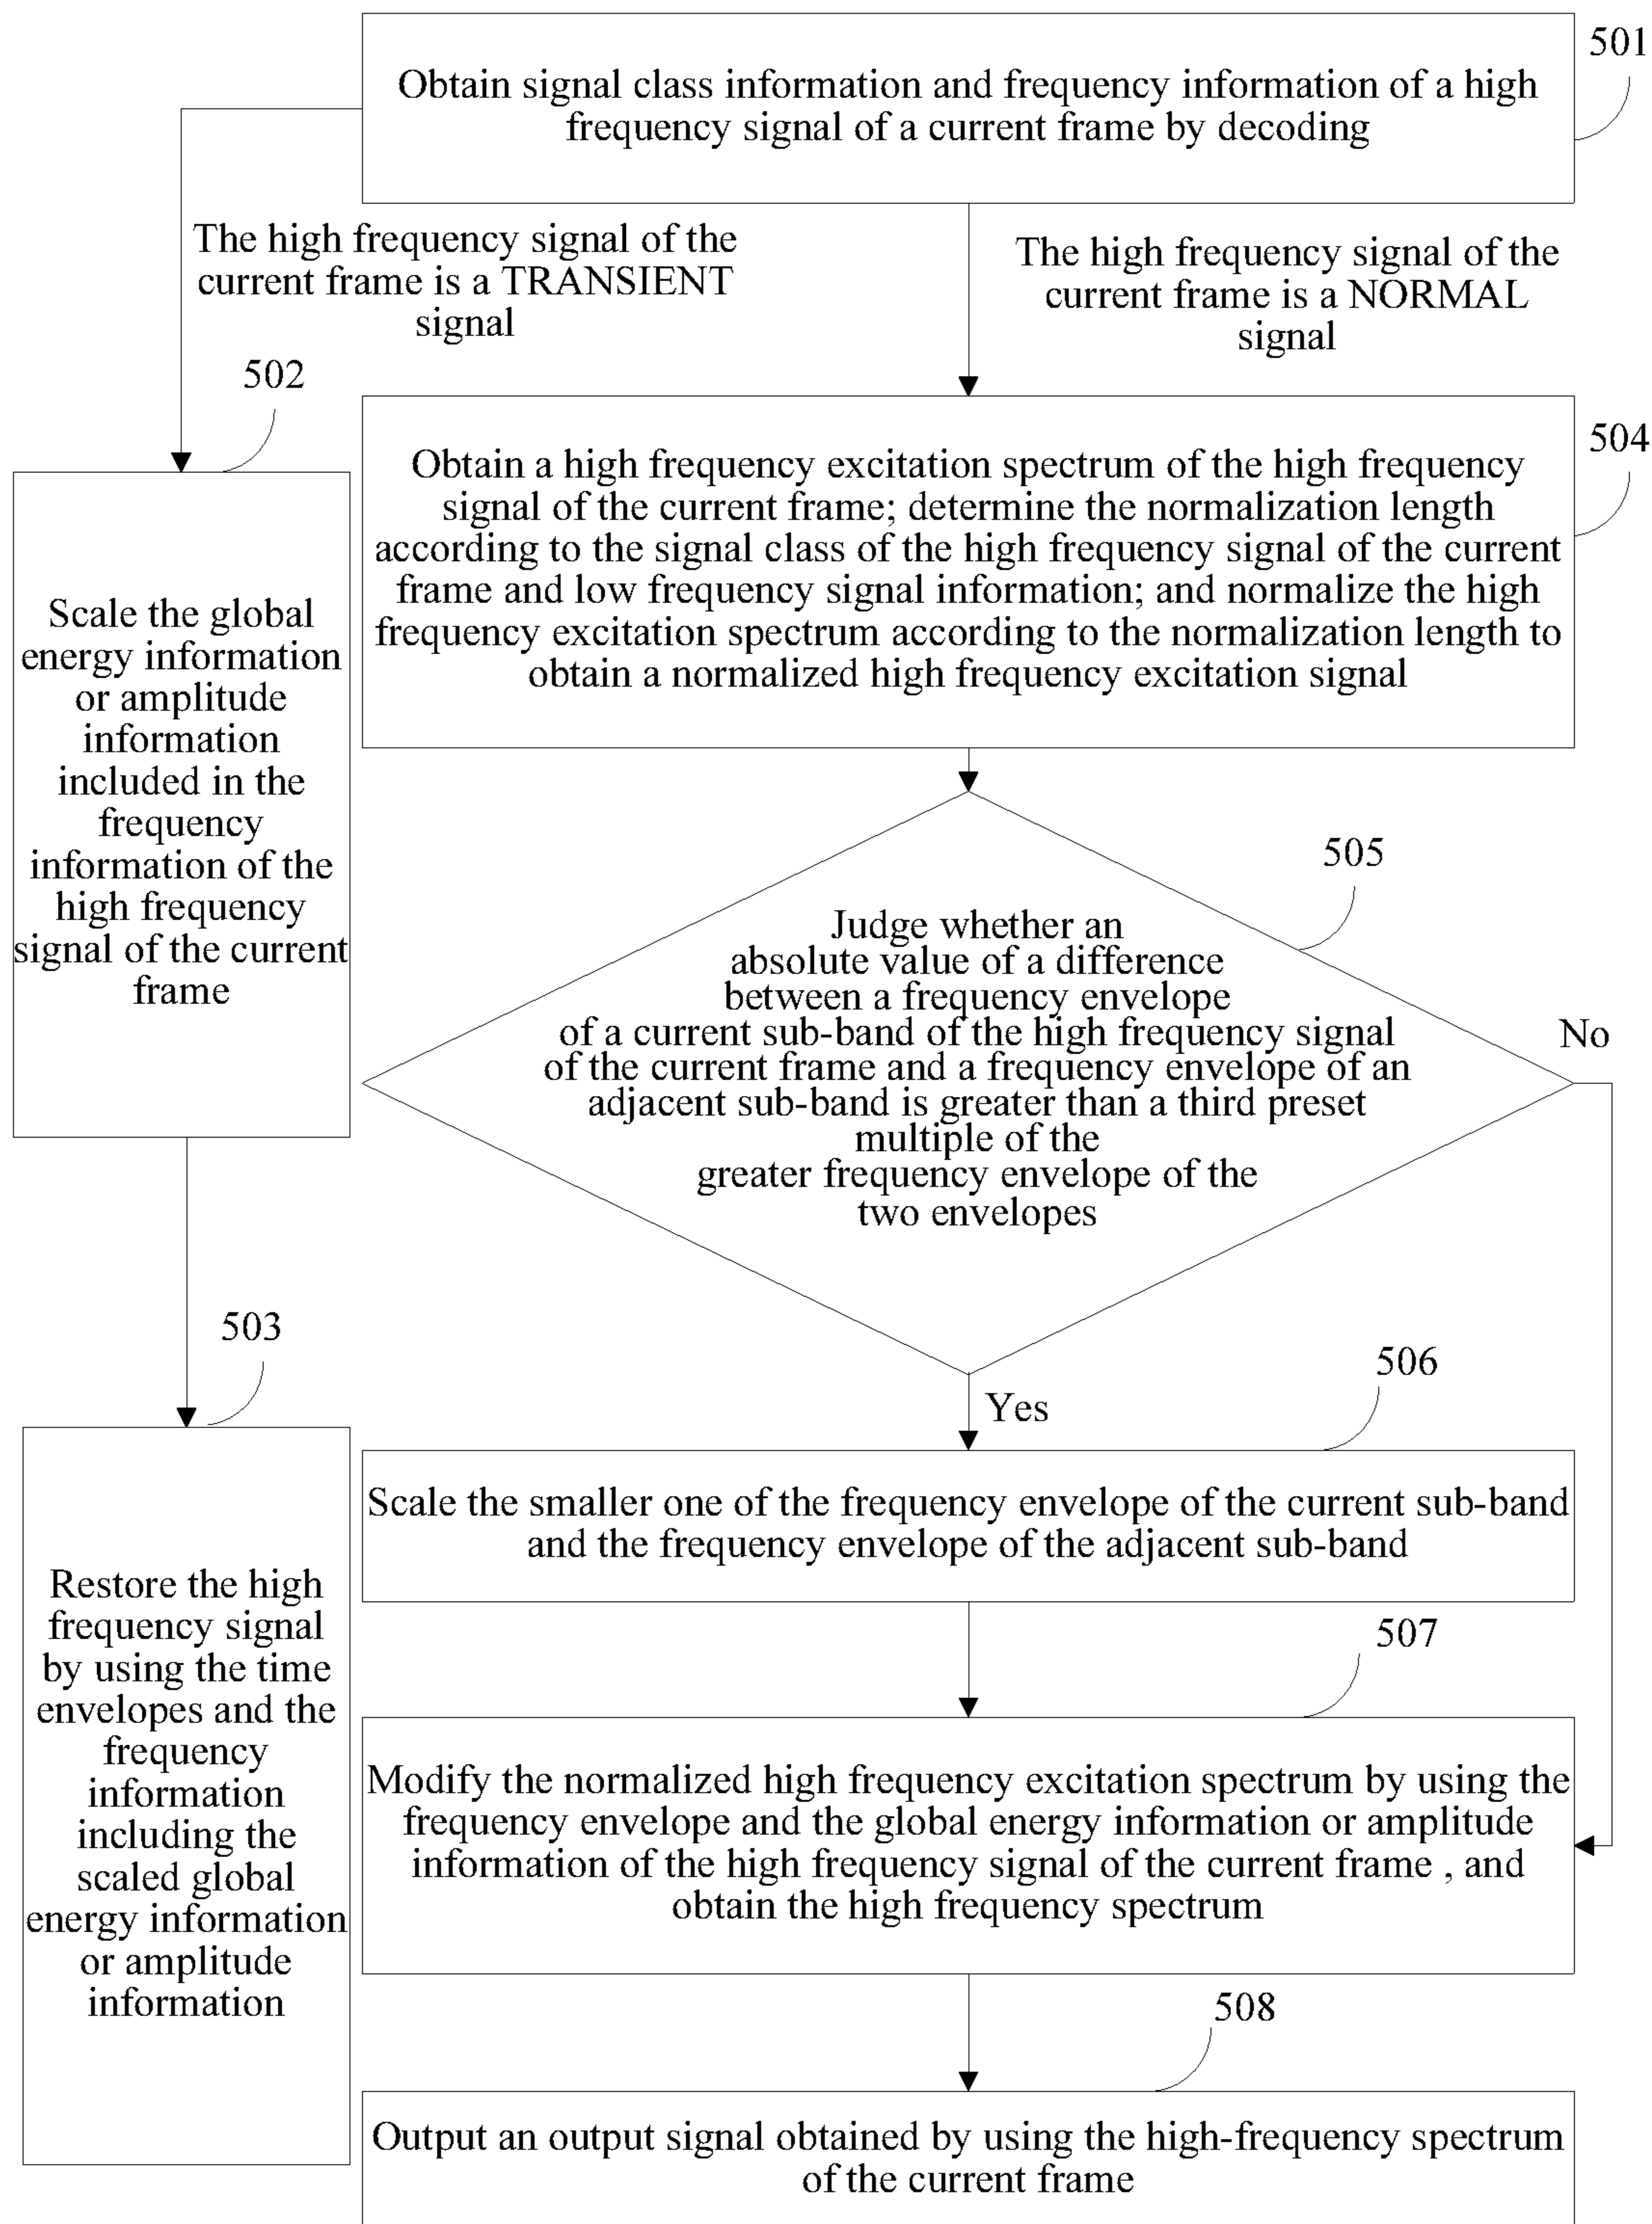 501
Obtain signal class information and frequency information of a high
frequency signal of a current frame by decoding
The high frequency signal of the
current frame is a TRANSIENT
signal
The high frequency signal of the
current frame is a NORMAL
signal
502
Scale the global
energy information
or amplitude
information
included in the
frequency
information of the
high frequency
signal of the current
frame
503
Restore the high
frequency signal
by using the time
envelopes and the
frequency
information
including the
scaled global
energy information
or amplitude
information
504
Obtain a high frequency excitation spectrum of the high frequency
signal of the current frame; determine the normalization length
according to the signal class of the high frequency signal of the current
frame and low frequency signal information; and normalize the high
frequency excitation spectrum according to the normalization length to
obtain a normalized high frequency excitation signal
505
Judge whether an
absolute value of a difference
between a frequency envelope
of a current sub-band of the high frequency signal
of the current frame and a frequency envelope of an
adjacent sub-band is greater than a third preset
multiple of the
greater frequency envelope of the
two envelopes
No
Yes
506
Scale the smaller one of the frequency envelope of the current sub-band
and the frequency envelope of the adjacent sub-band
507
Modify the normalized high frequency excitation spectrum by using the
frequency envelope and the global energy information or amplitude
information of the high frequency signal of the current frame , and
obtain the high frequency spectrum
508
Output an output signal obtained by using the high-frequency spectrum
of the current frame